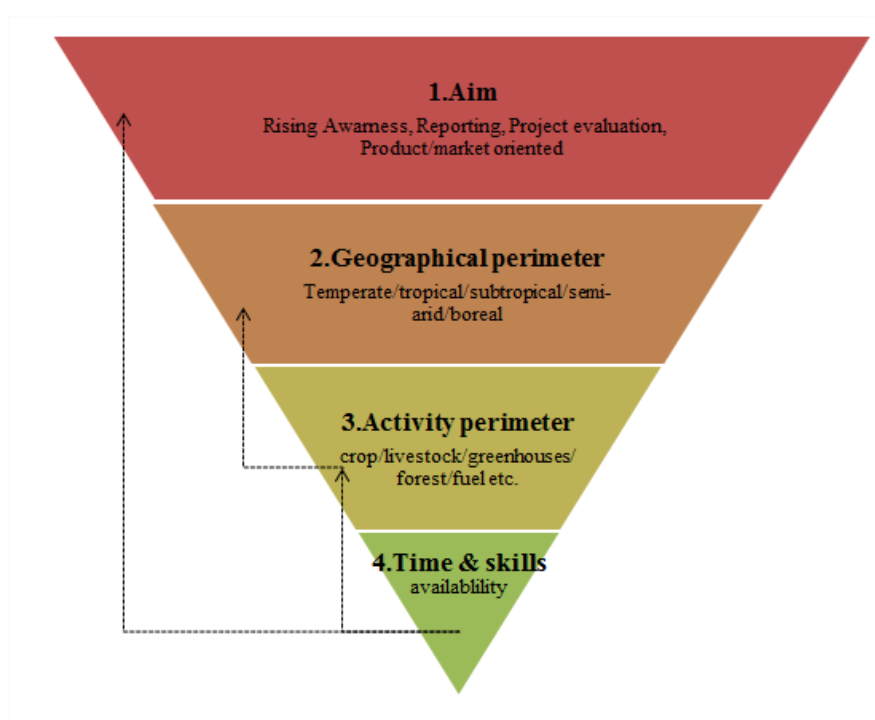 1.Aim
Rising Awarness, Reporting, Project evaluation,
Product/market oriented
2.Geographical perimeter
Temperate/tropical/subtropical/semi-
arid/boreal
3.Activity perimeter
crop/livestock/greenhouses/
forest/fuel etc.
4.Time & skills
availablility